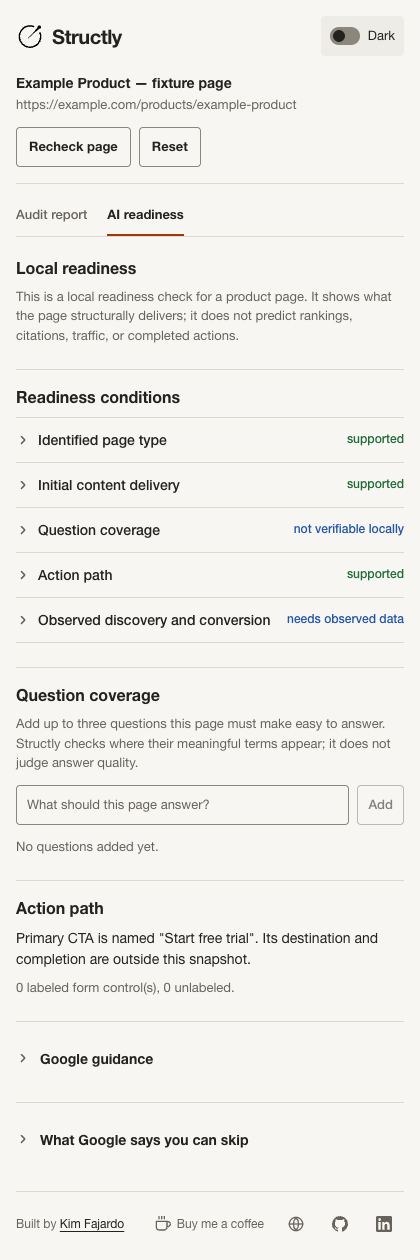 Structly
Dark
Example Product — fixture page
https://example.com/products/example-product
Recheck page
Reset
Audit report
AI readiness
Local readiness
This is a local readiness check for a product page. It shows what
the page structurally delivers; it does not predict rankings,
citations, traffic, or completed actions.
Readiness conditions
Identified page type
supported
Initial content delivery
supported
Question coverage
not verifiable locally
Action path
supported
Observed discovery and conversion
needs observed data
Question coverage
Add up to three questions this page must make easy to answer.
Structly checks where their meaningful terms appear; it does not
judge answer quality.
What should this page answer?
Add
No questions added yet.
Action path
Primary CTA is named "Start free trial". Its destination and
completion are outside this snapshot.
0 labeled form control(s), 0 unlabeled.
Google guidance
What Google says you can skip
Built by Kim Fajardo
Buy me a coffee
in